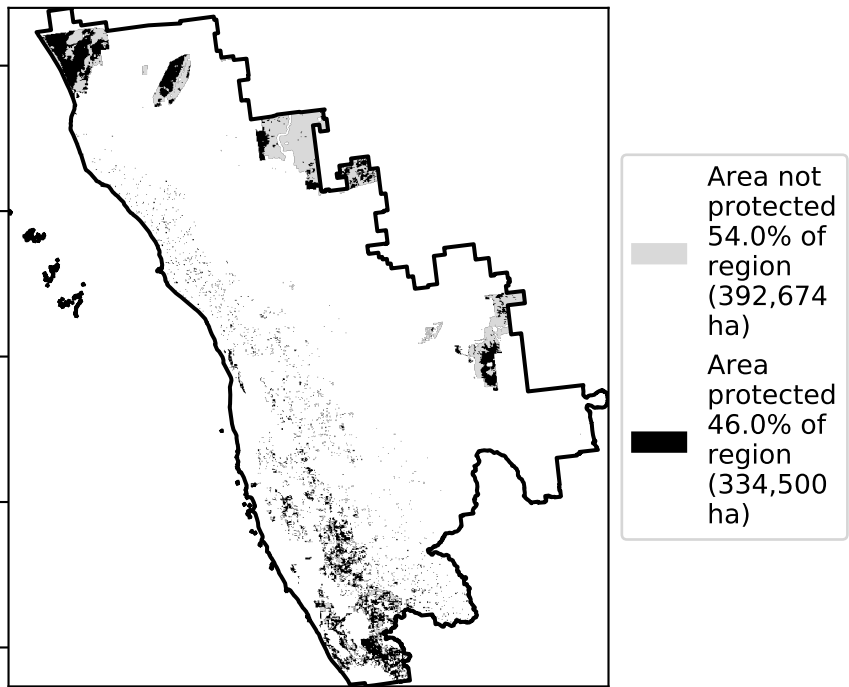 Area not
protected
54.0% of
region
(392,674
ha)
Area
protected
46.0% of
region
(334,500
ha)